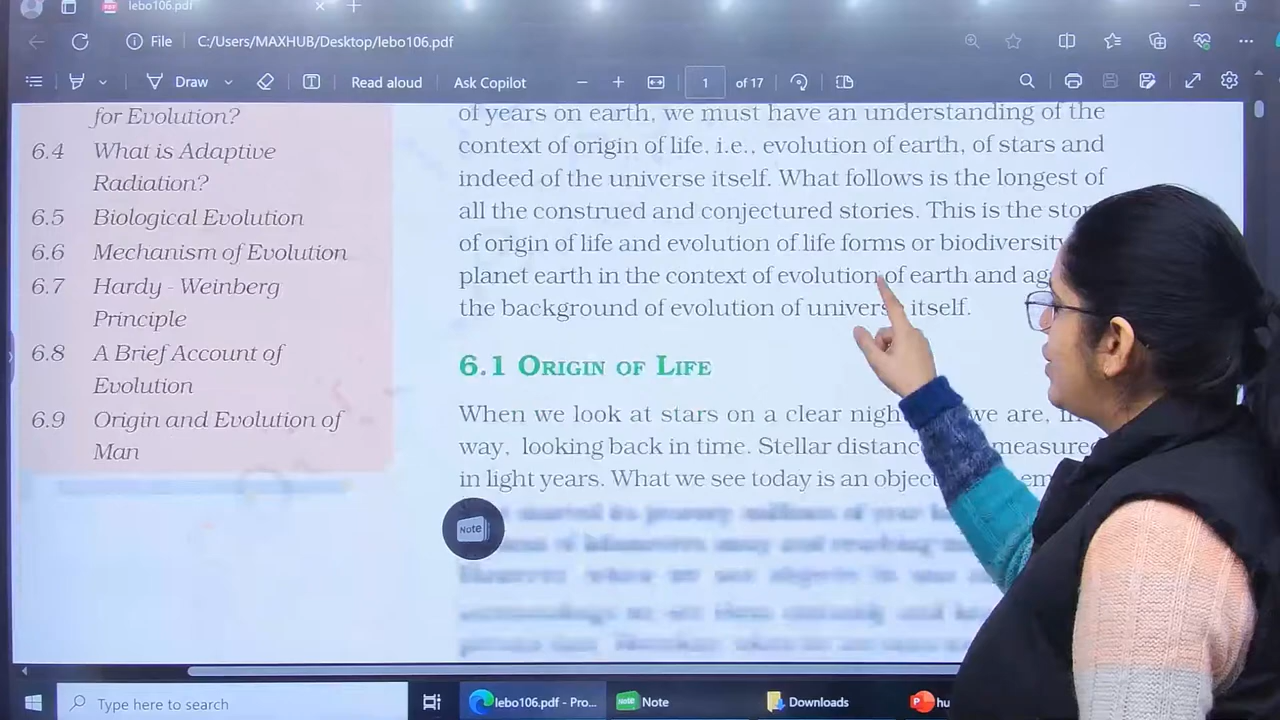 lebo106.pdf
File
C:/Users/MAXHUB/Desktop/lebo106.pdf
Draw
Read aloud
Ask Copilot
1
of 17
for Evolution?
6.4 What is Adaptive
Radiation?
6.5 Biological Evolution
6.6 Mechanism of Evolution
6.7 Hardy - Weinberg
Principle
6.8 A Brief Account of
Evolution
6.9 Origin and Evolution of
Man
of years on earth, we must have an understanding of the
context of origin of life, i.e., evolution of earth, of stars and
indeed of the universe itself. What follows is the longest of
all the construed and conjectured stories. This is the
of origin of life and evolution of life forms or biodiversity
planet earth in the context of evolution of earth and
the background of evolution of itself.
6.1 ORIGIN OF LIFE
When we look at stars on a clear we are,
way, looking back in time. Stellar
in light years. What we see today is an
Note
Type here to search
lebo106.pdf - Pro...
Note
Downloads